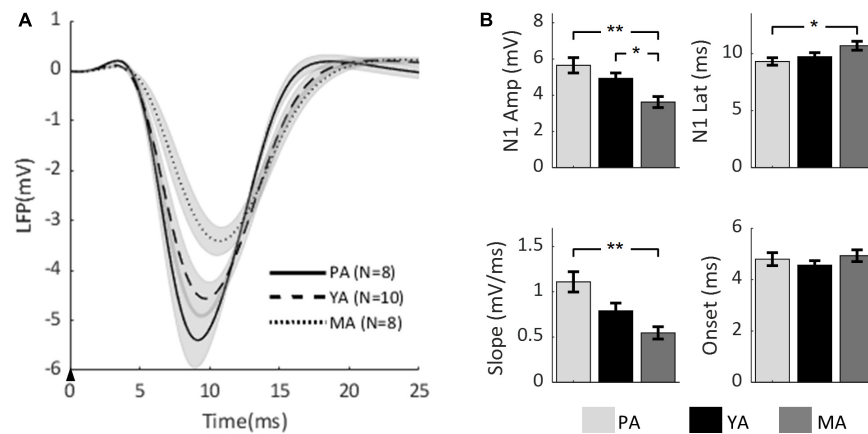 A
LFP(mV)
1
0
-1
-2
-3
-4
-5
-6
0
5
10
15
20
25
Time(ms)
PA (N=8)
YA (N=10)
MA (N=8)
B
N1 Amp (mV)
8
6
4
2
0
**
*
N1 Lat (ms)
10
5
0
*
Slope (mV/ms)
1.5
1
0.5
0
**
Onset (ms)
6
4
2
0
PA
YA
MA